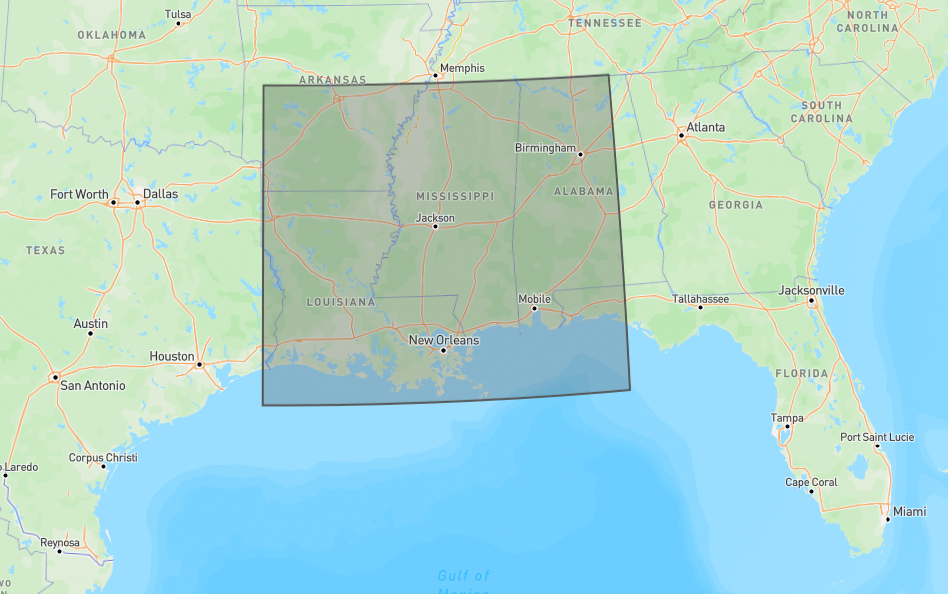 Tulsa
OKLAHOMA
TENNESSEE
NORTH
CAROLINA
Memphis
ARKANSAS
SOUTH
CAROLINA
Atlanta
Birmingham
Fort Worth
Dallas
MISSISSIPPI
ALABAMA
GEORGIA
Jackson
TEXAS
Jacksonville
LOUISIANA
Mobile
Tallahassee
Austin
New Orleans
Houston
San Antonio
FLORIDA
Tampa
Port Saint Lucie
Corpus Christi
o Laredo
Cape Coral
Miami
Reynosa
Gulf of
Mexico